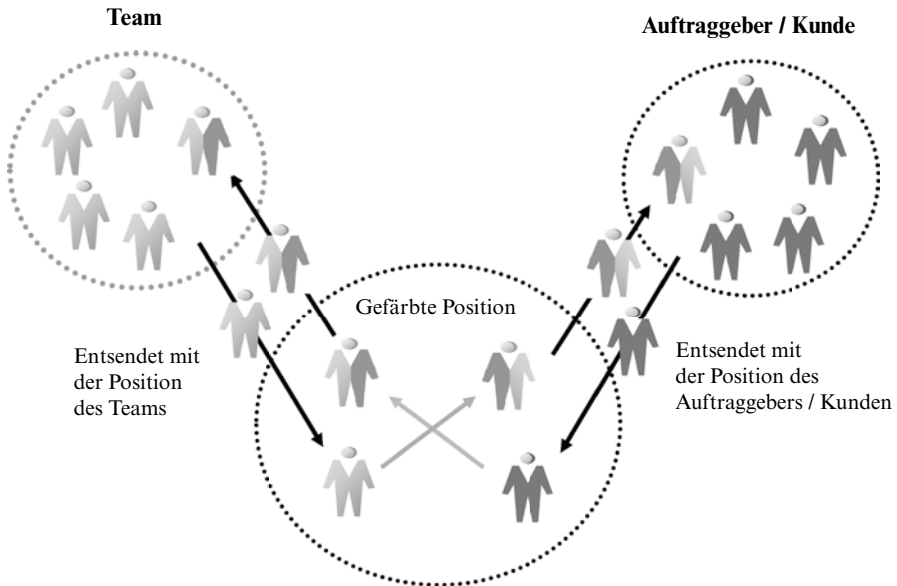 Team
Auftraggeber / Kunde
Gefärbte Position
Entsendet mit
der Position
des Teams
Entsendet mit
der Position des
Auftraggebers / Kunden